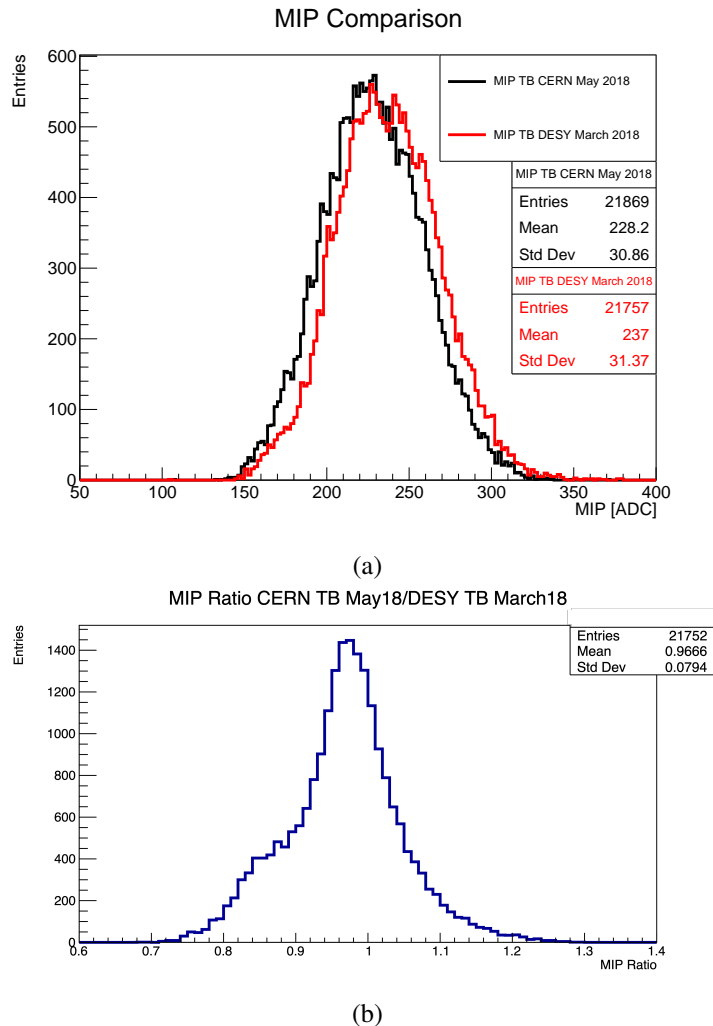 MIP Comparison
Entries
600
500
400
300
200
100
0
50 100 150 200 250 300 350 400
MIP [ADC]
MIP TB CERN May 2018
MIP TB DESY March 2018
MIP TB CERN May 2018
Entries 21869
Mean 228.2
Std Dev 30.86
MIP TB DESY March 2018
Entries 21757
Mean 237
Std Dev 31.37
(a)
MIP Ratio CERN TB May18/DESY TB March18
Entries
1400
1200
1000
800
600
400
200
0
0.6 0.7 0.8 0.9 1 1.1 1.2 1.3 1.4
MIP Ratio
Entries 21752
Mean 0.9666
Std Dev 0.0794
(b)